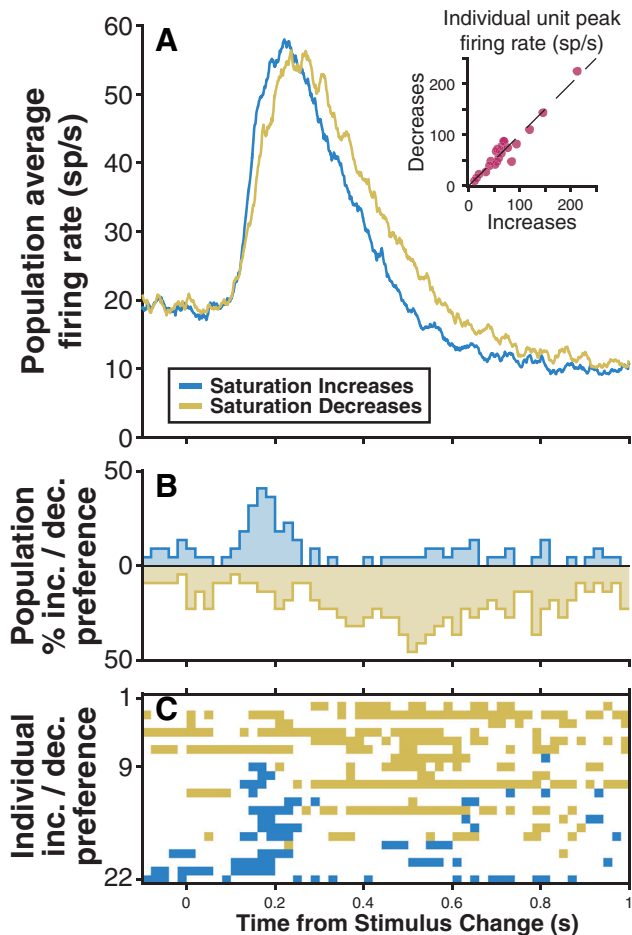 A
Individual unit peak
firing rate (sp/s)
Population average
firing rate (sp/s)
60
50
40
30
20
10
0
Decreases
200
100
0
0
100
200
Increases
Saturation Increases
Saturation Decreases
B
Population
% inc. / dec.
preference
50
0
50
C
Individual
inc. / dec.
preference
1
9
22
0
0.2
0.4
0.6
0.8
1
Time from Stimulus Change (s)